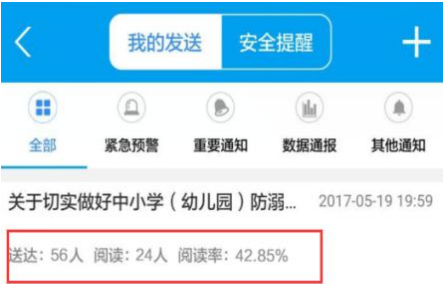 我的发送 安全提醒
全部 紧急预警 重要通知 数据通报 其他通知
关于切实做好中小学（幼儿园）防溺... 2017-05-19 19:59
送达：56人 阅读：24人 阅读率：42.85%